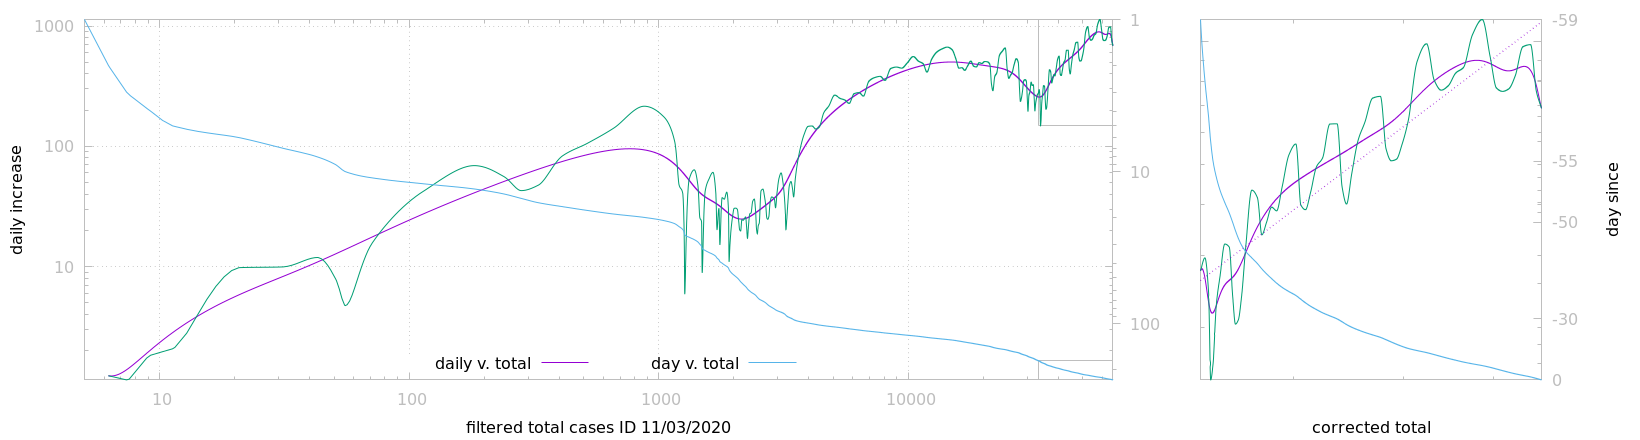 1000
100
10
daily increase
1
10
100
10
100
1000
10000
daily v. total
day v. total
filtered total cases ID 11/03/2020
-59
-55
-50
-30
0
day since
corrected total